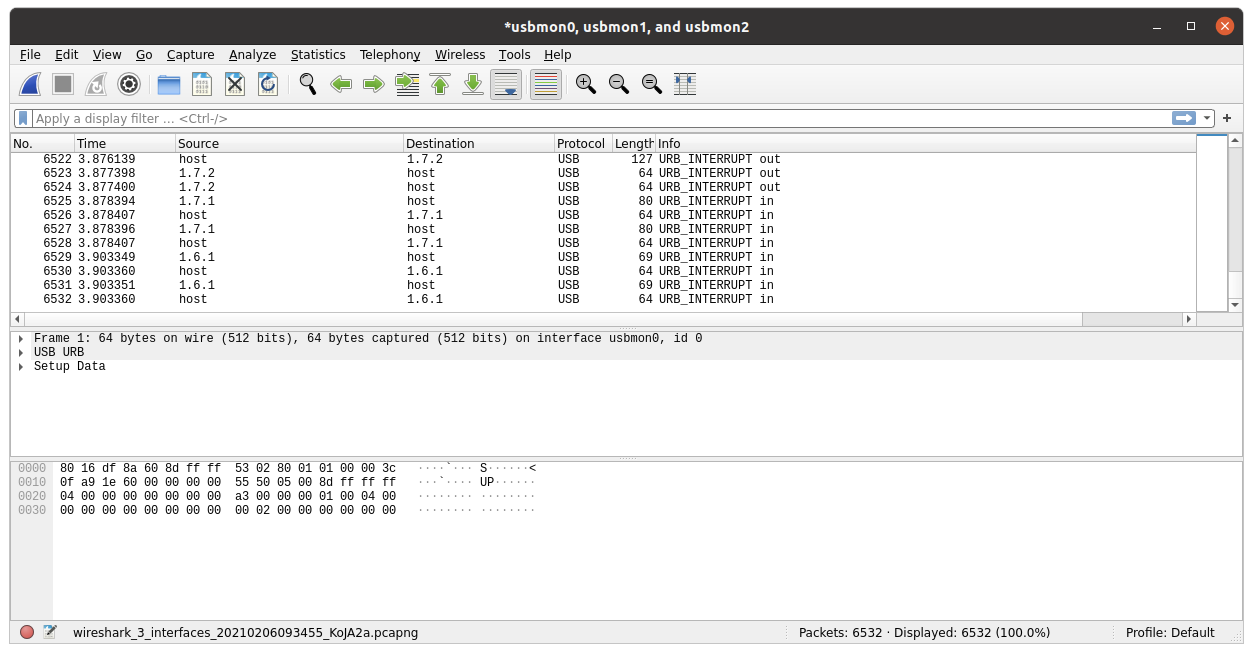 *usbmon0, usbmon1, and usbmon2
File Edit View Go Capture Analyze Statistics Telephony Wireless Tools Help
Apply a display filter ... <Ctrl-/>
No. Time Source Destination Protocol Length Info
6522 3.876139 host 1.7.2 USB 127 URB_INTERRUPT out
6523 3.877398 1.7.2 host USB 64 URB_INTERRUPT out
6524 3.877400 1.7.2 host USB 64 URB_INTERRUPT out
6525 3.878394 1.7.1 host USB 80 URB_INTERRUPT in
6526 3.878407 host 1.7.1 USB 64 URB_INTERRUPT in
6527 3.878396 1.7.1 host USB 80 URB_INTERRUPT in
6528 3.878407 host 1.7.1 USB 64 URB_INTERRUPT in
6529 3.903349 1.6.1 host USB 69 URB_INTERRUPT in
6530 3.903360 host 1.6.1 USB 64 URB_INTERRUPT in
6531 3.903351 1.6.1 host USB 69 URB_INTERRUPT in
6532 3.903360 host 1.6.1 USB 64 URB_INTERRUPT in
Frame 1: 64 bytes on wire (512 bits), 64 bytes captured (512 bits) on interface usbmon0, id 0
USB URB
Setup Data
0000 80 16 df 8a 60 8d ff ff 53 02 80 01 01 00 00 3c ····`··· S······<
0010 0f a9 1e 60 00 00 00 00 55 50 05 00 8d ff ff ff ···`···· UP······
0020 04 00 00 00 00 00 00 00 a3 00 00 00 01 00 04 00 ········ ········
0030 00 00 00 00 00 00 00 00 00 02 00 00 00 00 00 00 ········ ········
wireshark_3_interfaces_20210206093455_KoJA2a.pcapng Packets: 6532 · Displayed: 6532 (100.0%) Profile: Default